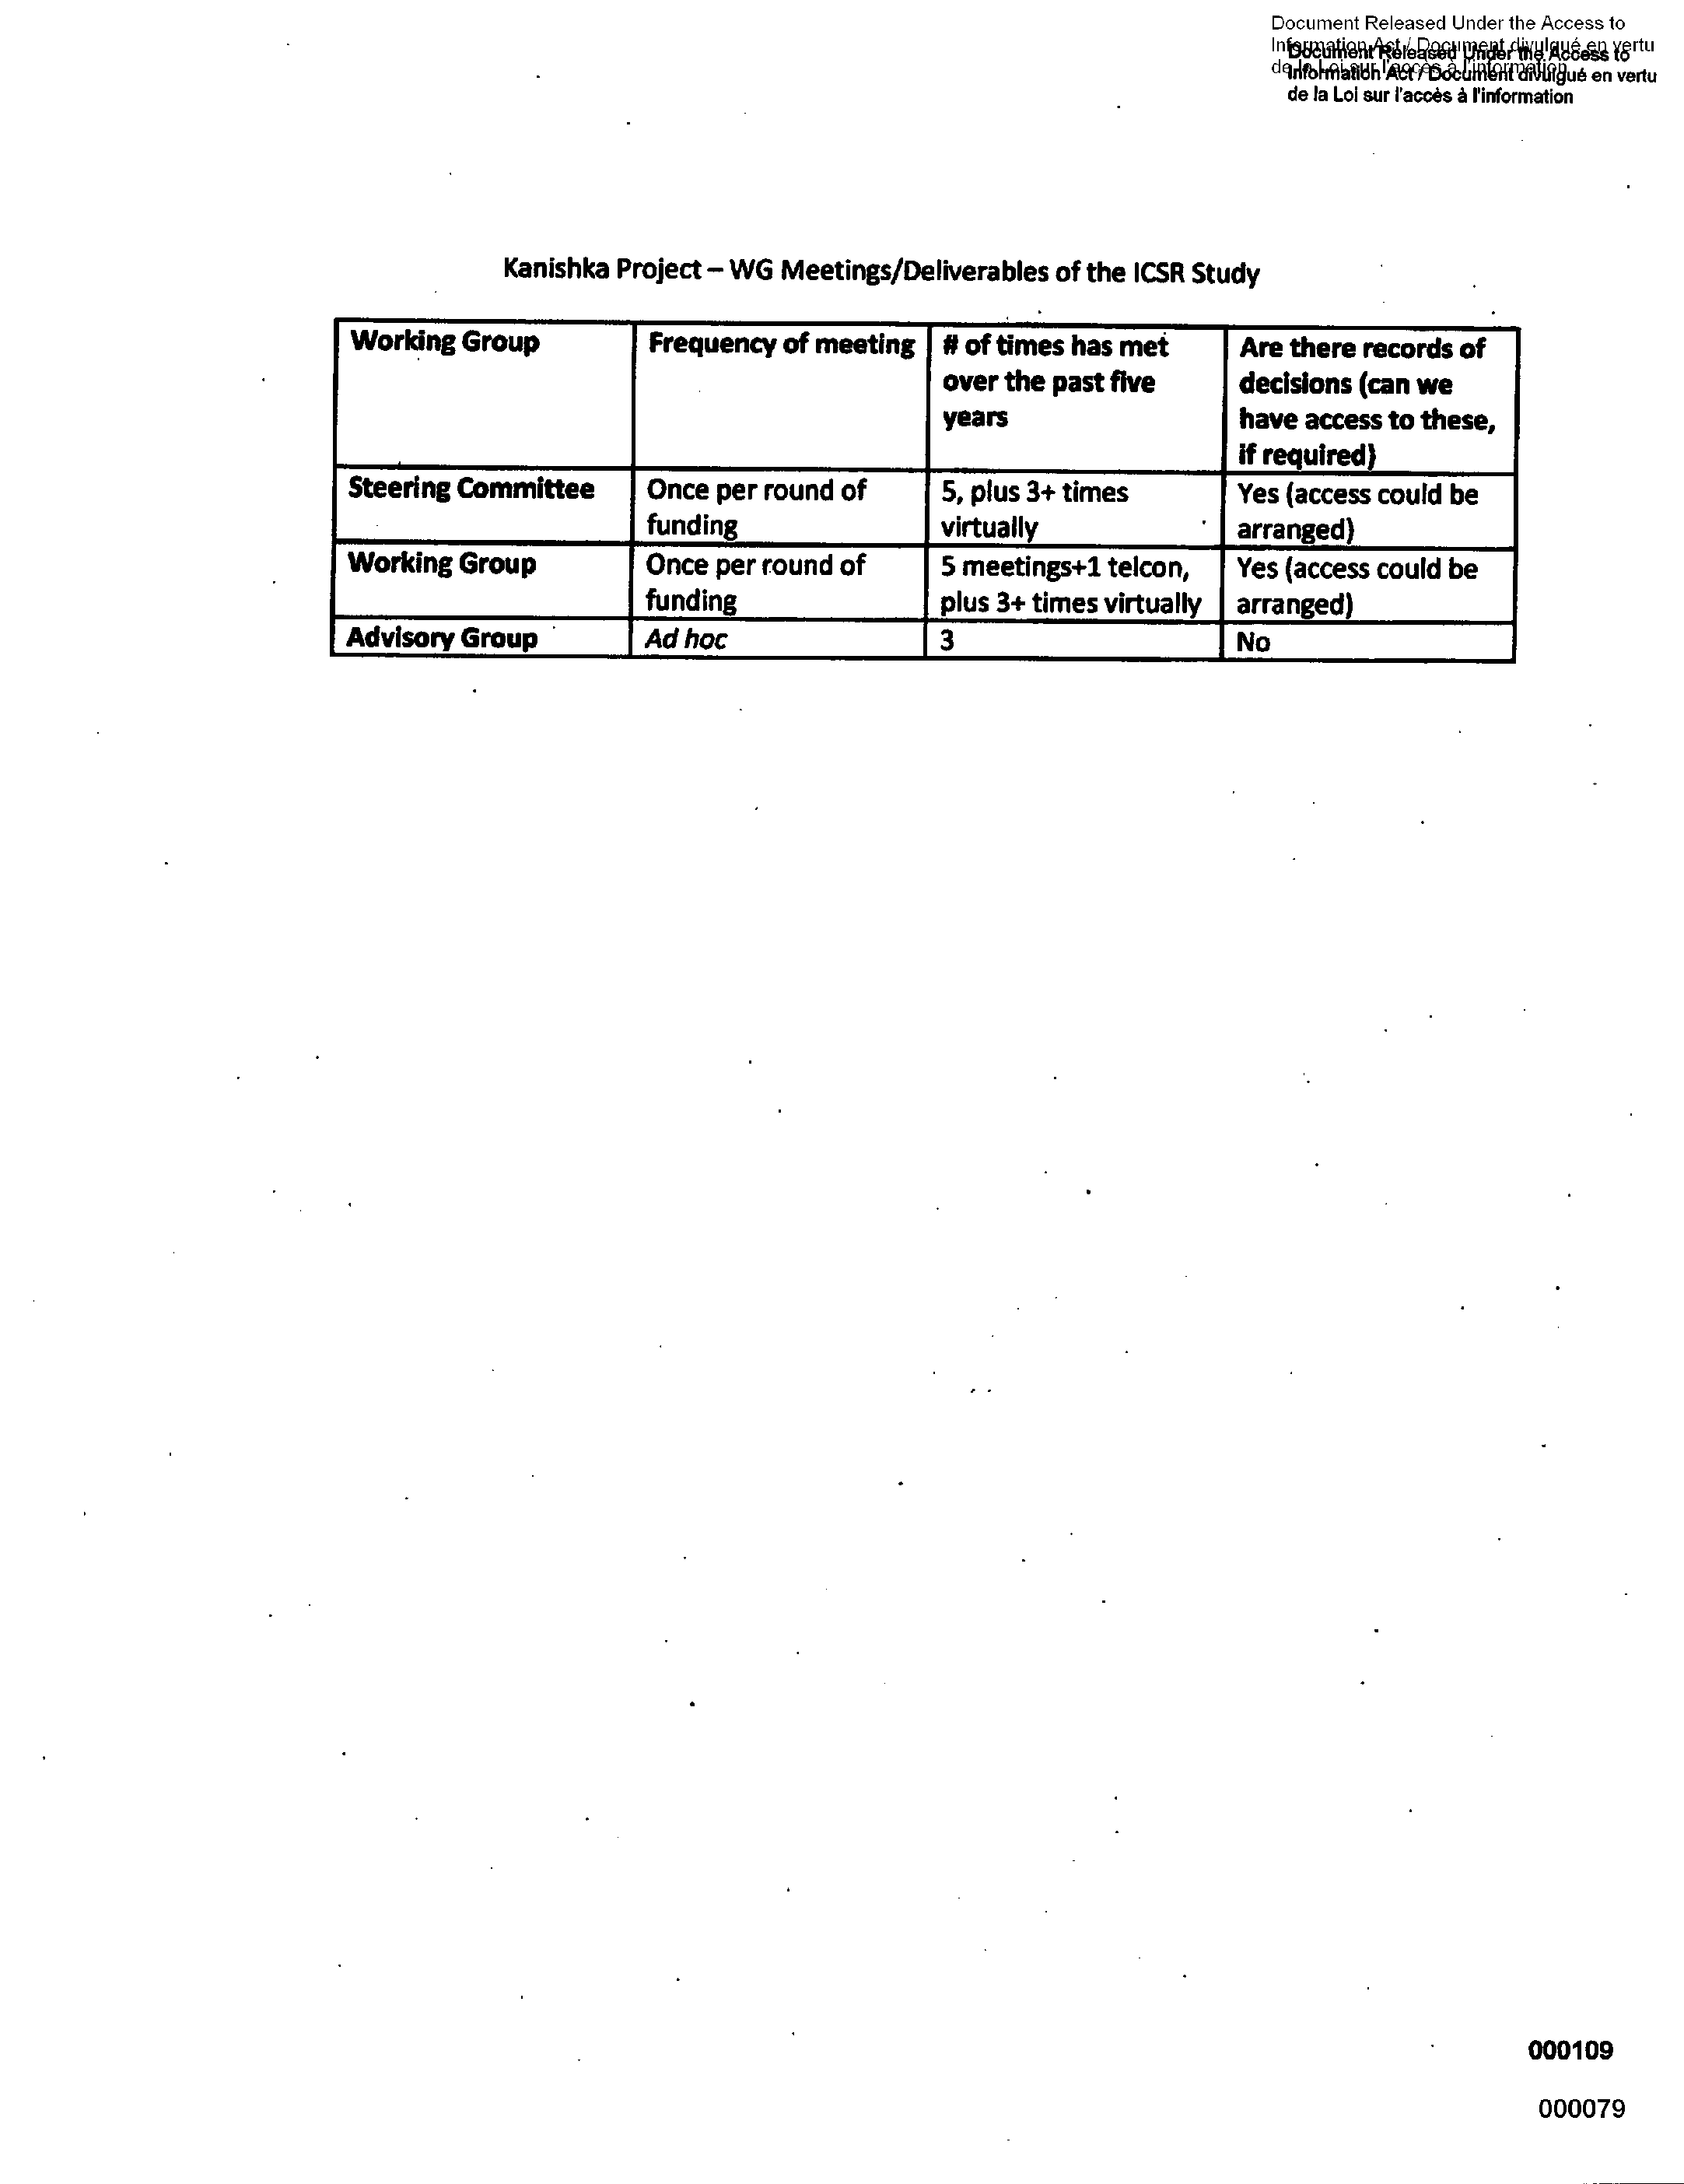 Document Released Under the Access to
Information Act / Document divulgué en vertu
de la Loi sur l'accès à l'information
Document Released Under the Access to
Information Act / Document divulgué en vertu
de la Loi sur l'accès à l'information
Kanishka Project – WG Meetings/Deliverables of the ICSR Study
Working Group
Frequency of meeting
# of times has met
over the past five
years
Are there records of
decisions (can we
have access to these,
if required)
Steering Committee
Once per round of
funding
5, plus 3+ times
virtually
Yes (access could be
arranged)
Working Group
Once per round of
funding
5 meetings+1 telcon,
plus 3+ times virtually
Yes (access could be
arranged)
Advisory Group
Ad hoc
3
No
000109
000079